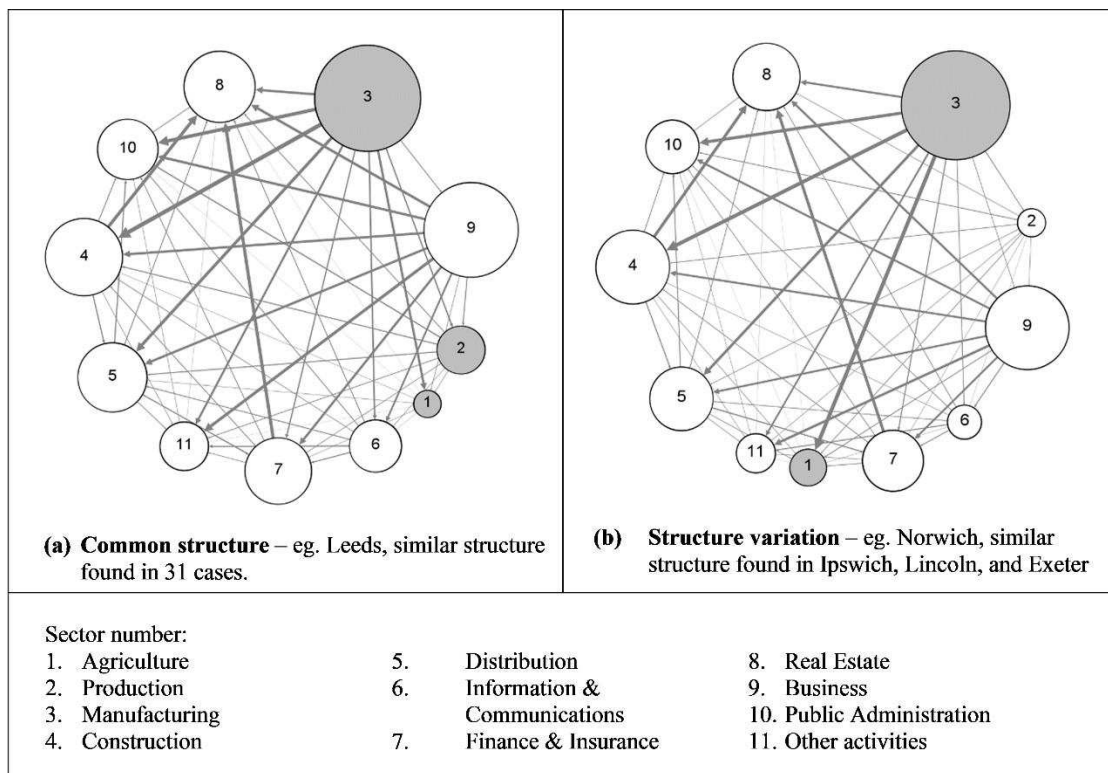 8
3
10
9
4
2
5
1
11
7
6
(a) Common structure – eg. Leeds, similar structure
found in 31 cases.
8
3
10
2
4
9
5
6
11
1
7
(b) Structure variation – eg. Norwich, similar
structure found in Ipswich, Lincoln, and Exeter
Sector number:
1. Agriculture
2. Production
3. Manufacturing
4. Construction
5. Distribution
6. Information &
Communications
7. Finance & Insurance
8. Real Estate
9. Business
10. Public Administration
11. Other activities